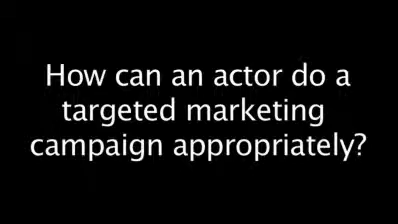 How can an actor do a
targeted marketing
campaign appropriately?